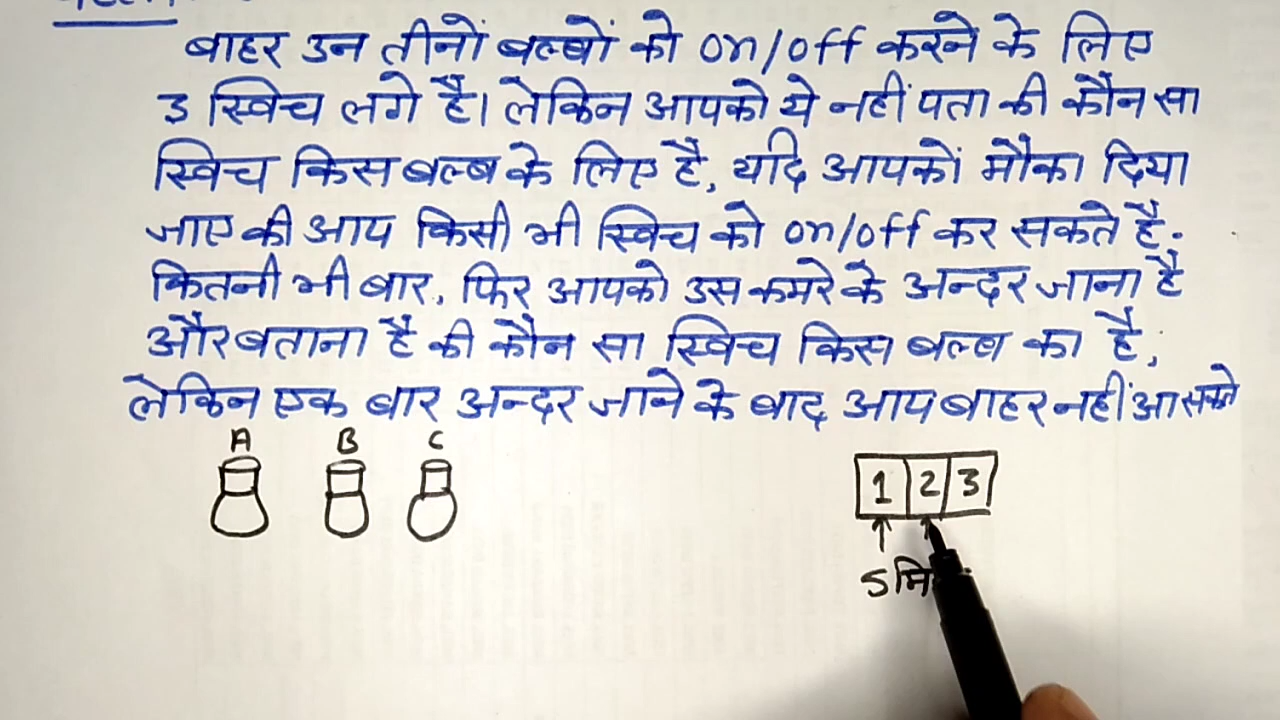 बाहर उन तीनों बल्बों को on/off करने के लिए
3 स्विच लगे है। लेकिन आपको ये नहीं पता की कौन सा
स्विच किस बल्ब के लिए है, यदि आपकों मौका दिया
जाए की आप किसी भी स्विच को on/off कर सकते है.
कितनी भी बार, फिर आपको उस कमरे के अन्दर जाना है
और बताना है की कौन सा स्विच किस बल्ब का है,
लेकिन एक बार अन्दर जाने के बाद आप बाहर नहीं आ सकते
A B C
1 2 3
5